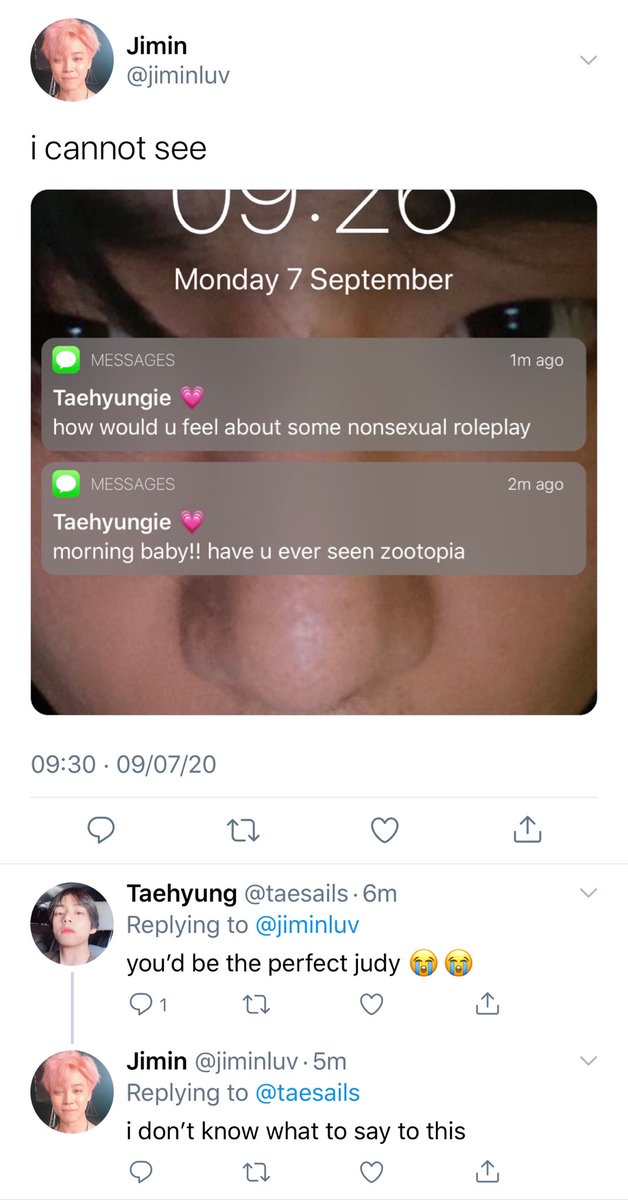 Jimin
@jiminluv
i cannot see
09:26
Monday 7 September
MESSAGES 1m ago
Taehyungie 💗
how would u feel about some nonsexual roleplay
MESSAGES 2m ago
Taehyungie 💗
morning baby!! have u ever seen zootopia
09:30 · 09/07/20
Taehyung @taesails · 6m
Replying to @jiminluv
you’d be the perfect judy 😭 😭
1
Jimin @jiminluv · 5m
Replying to @taesails
i don’t know what to say to this